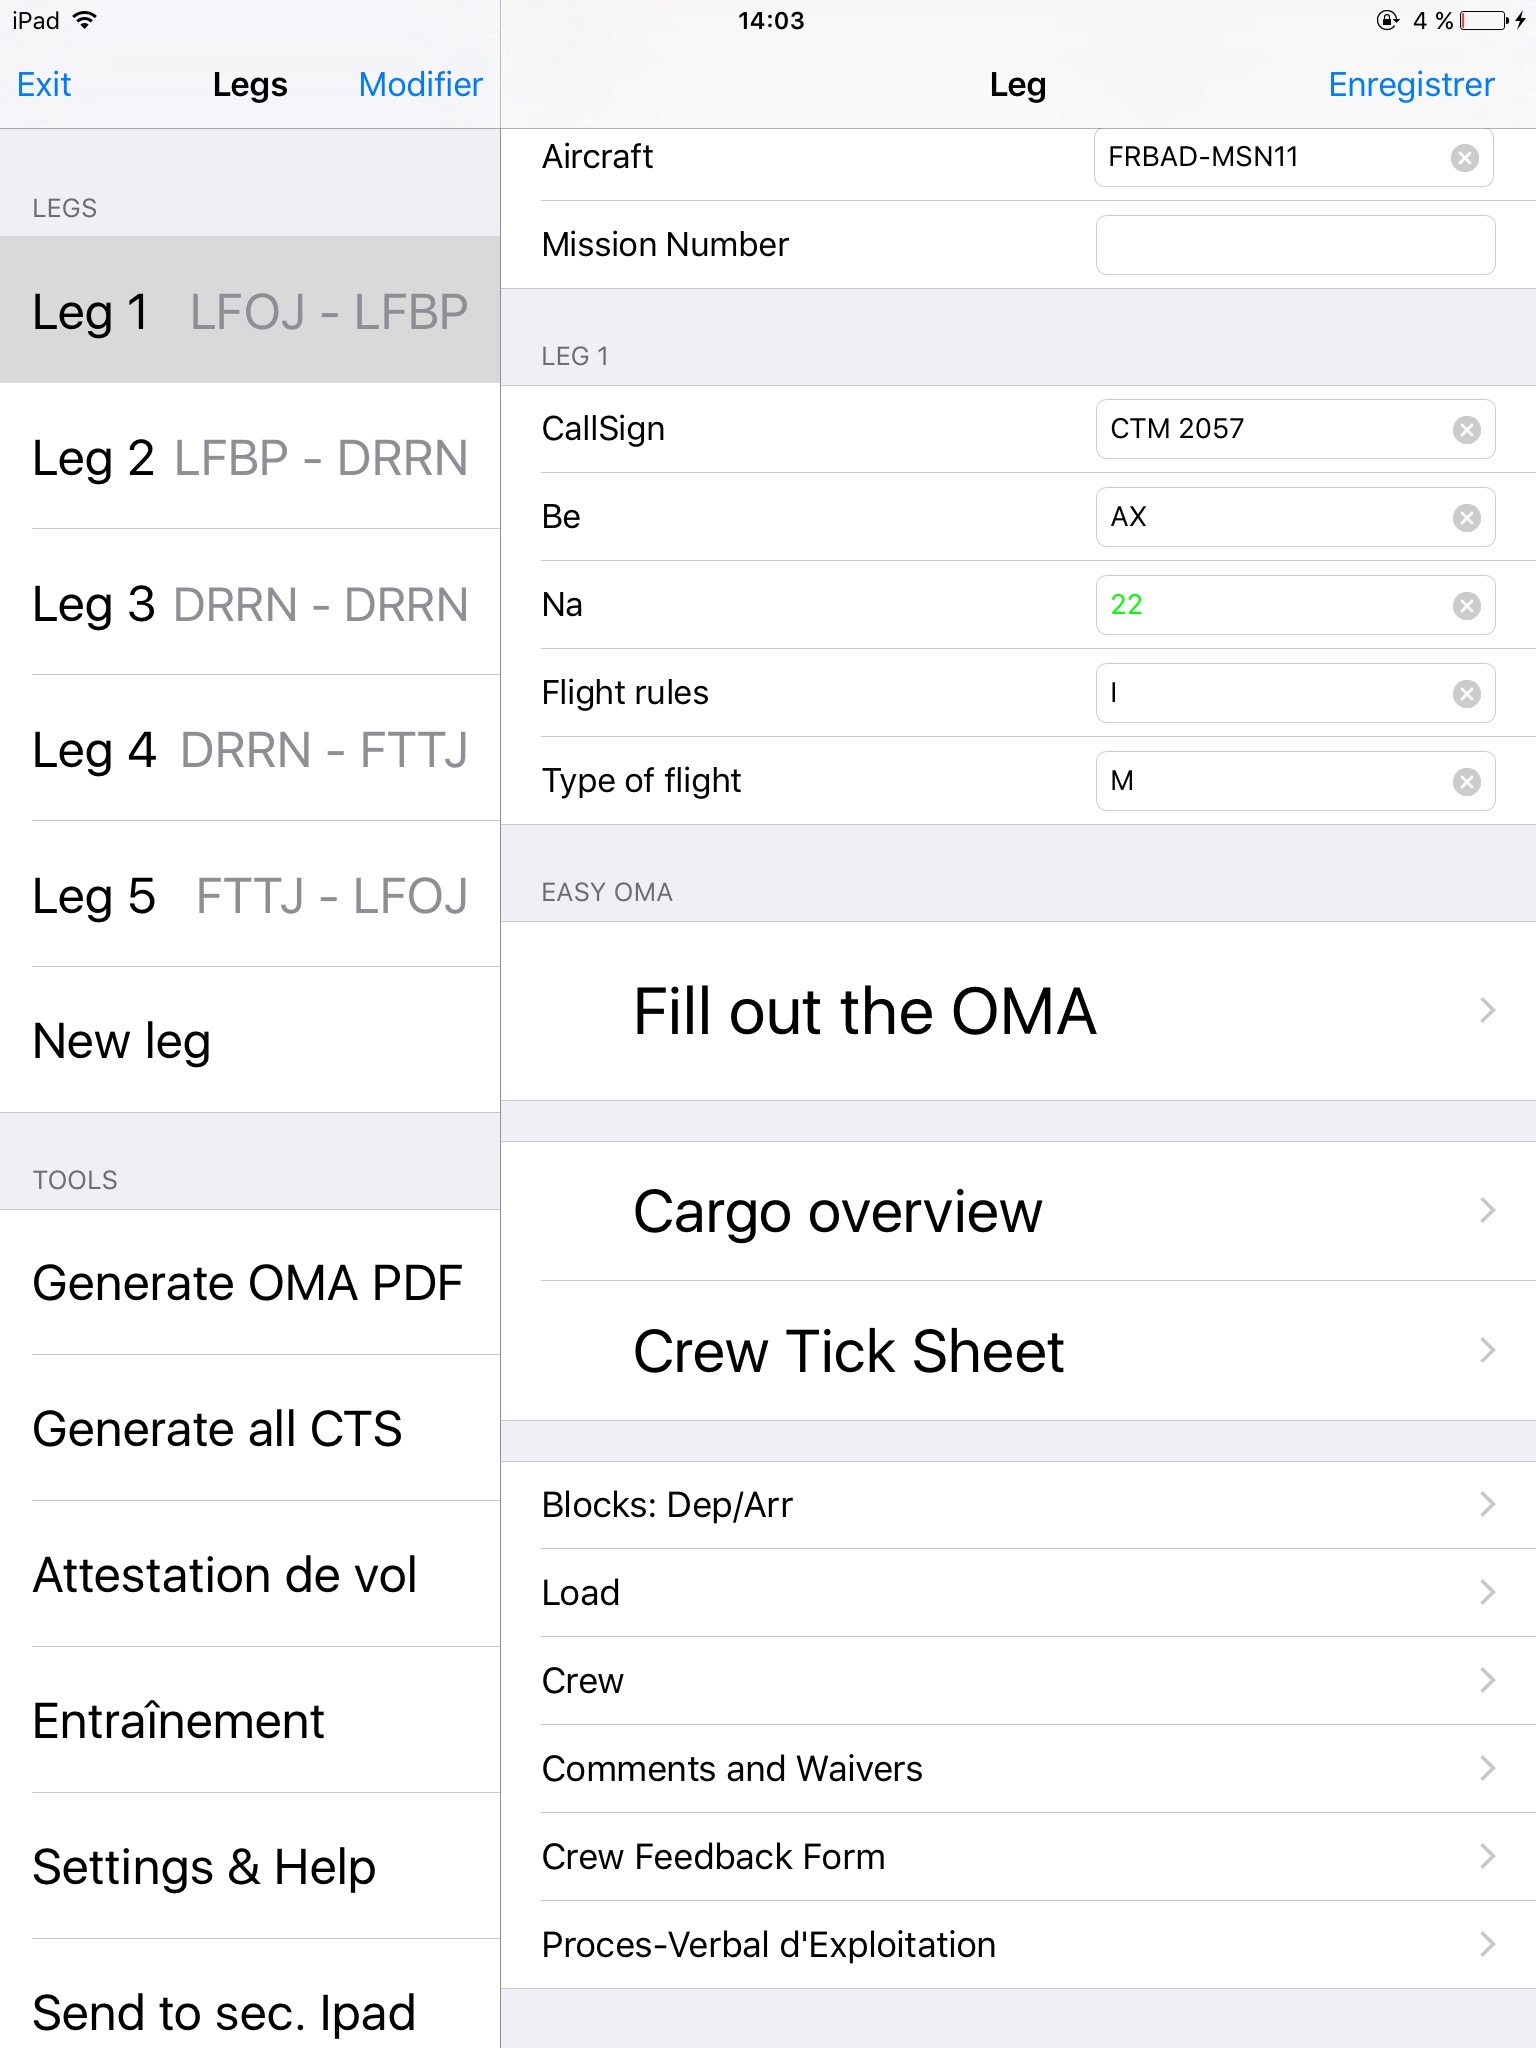 iPad
14:03
4 %
Exit
Legs
Modifier
LEGS
Leg 1 LFOJ - LFBP
Leg 2 LFBP - DRRN
Leg 3 DRRN - DRRN
Leg 4 DRRN - FTTJ
Leg 5 FTTJ - LFOJ
New leg
TOOLS
Generate OMA PDF
Generate all CTS
Attestation de vol
Entraînement
Settings & Help
Send to sec. Ipad
Leg
Enregistrer
Aircraft FRBAD-MSN11
Mission Number
LEG 1
CallSign CTM 2057
Be AX
Na 22
Flight rules I
Type of flight M
EASY OMA
Fill out the OMA
Cargo overview
Crew Tick Sheet
Blocks: Dep/Arr
Load
Crew
Comments and Waivers
Crew Feedback Form
Proces-Verbal d'Exploitation